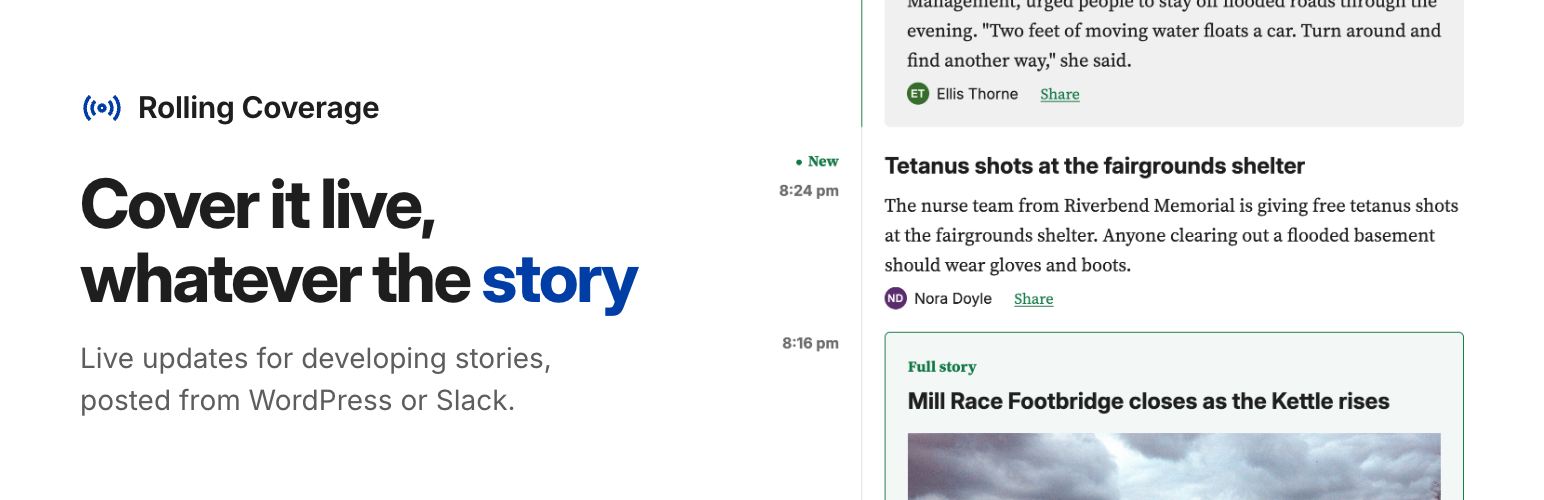 Rolling Coverage
Cover it live,
whatever the story
Live updates for developing stories,
posted from WordPress or Slack.
Management, urged people to stay off flooded roads through the
evening. "Two feet of moving water floats a car. Turn around and
find another way," she said.
ET Ellis Thorne Share
• New
8:24 pm
Tetanus shots at the fairgrounds shelter
The nurse team from Riverbend Memorial is giving free tetanus shots
at the fairgrounds shelter. Anyone clearing out a flooded basement
should wear gloves and boots.
ND Nora Doyle Share
8:16 pm
Full story
Mill Race Footbridge closes as the Kettle rises